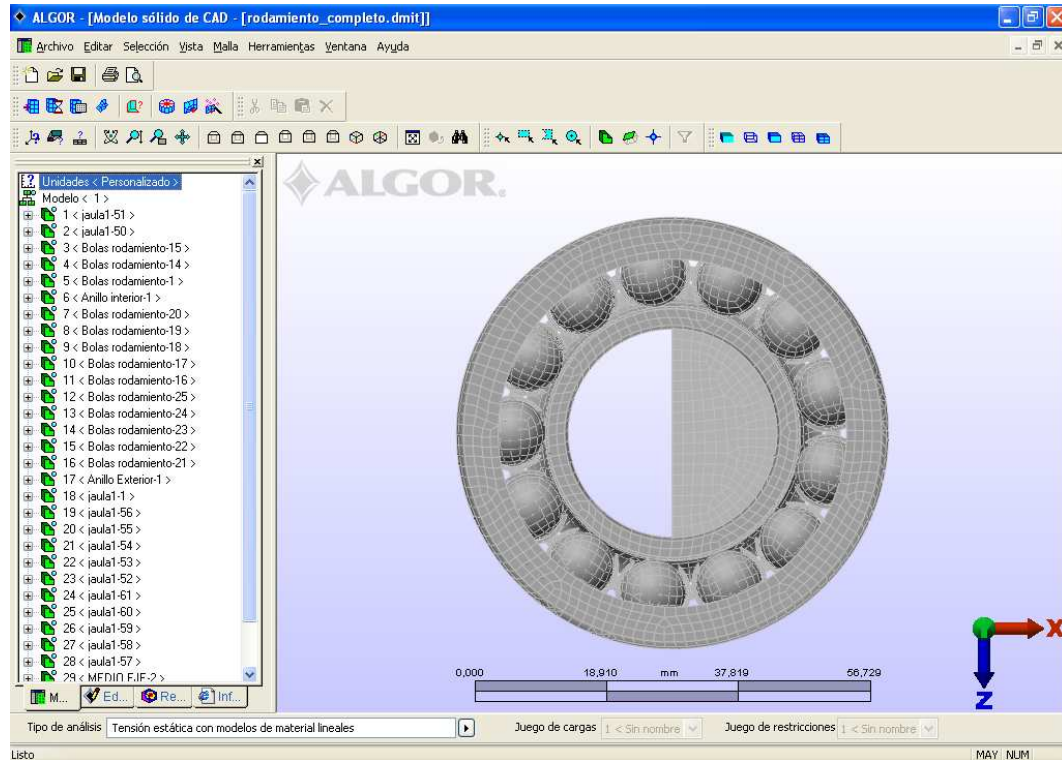 ALGOR - [Modelo sólido de CAD - [rodamiento_completo.dmit]]
Archivo Editar Selección Vista Malla Herramientas Ventana Ayuda
ALGOR.
Unidades < Personalizado >
Modelo < 1 >
1 < jaula1-51 >
2 < jaula1-50 >
3 < Bolas rodamiento-15 >
4 < Bolas rodamiento-14 >
5 < Bolas rodamiento-1 >
6 < Anillo interior-1 >
7 < Bolas rodamiento-20 >
8 < Bolas rodamiento-19 >
9 < Bolas rodamiento-18 >
10 < Bolas rodamiento-17 >
11 < Bolas rodamiento-16 >
12 < Bolas rodamiento-25 >
13 < Bolas rodamiento-24 >
14 < Bolas rodamiento-23 >
15 < Bolas rodamiento-22 >
16 < Bolas rodamiento-21 >
17 < Anillo Exterior-1 >
18 < jaula1-1 >
19 < jaula1-56 >
20 < jaula1-55 >
21 < jaula1-54 >
22 < jaula1-53 >
23 < jaula1-52 >
24 < jaula1-61 >
25 < jaula1-60 >
26 < jaula1-59 >
27 < jaula1-58 >
28 < jaula1-57 >
29 < MEDIO EJE-2 >
0,000 18,910 mm 37,819 56,729
X
Z
M... Ed... Re... Inf...
Tipo de análisis Tensión estática con modelos de material lineales Juego de cargas 1 < Sin nombre Juego de restricciones 1 < Sin nombre
Listo MAY NUM